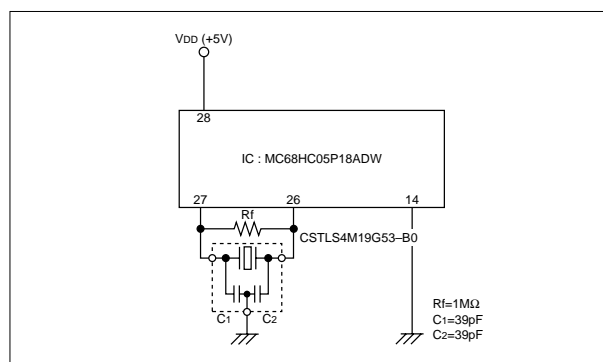 VDD (+5V)
28
IC : MC68HC05P18ADW
27
26
14
Rf
CSTLS4M19G53–B0
C1
C2
Rf=1MΩ
C1=39pF
C2=39pF